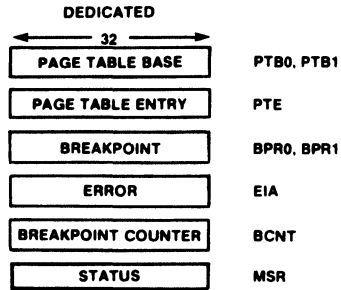 DEDICATED
32
PAGE TABLE BASE PTB0, PTB1
PAGE TABLE ENTRY PTE
BREAKPOINT BPR0, BPR1
ERROR EIA
BREAKPOINT COUNTER BCNT
STATUS MSR